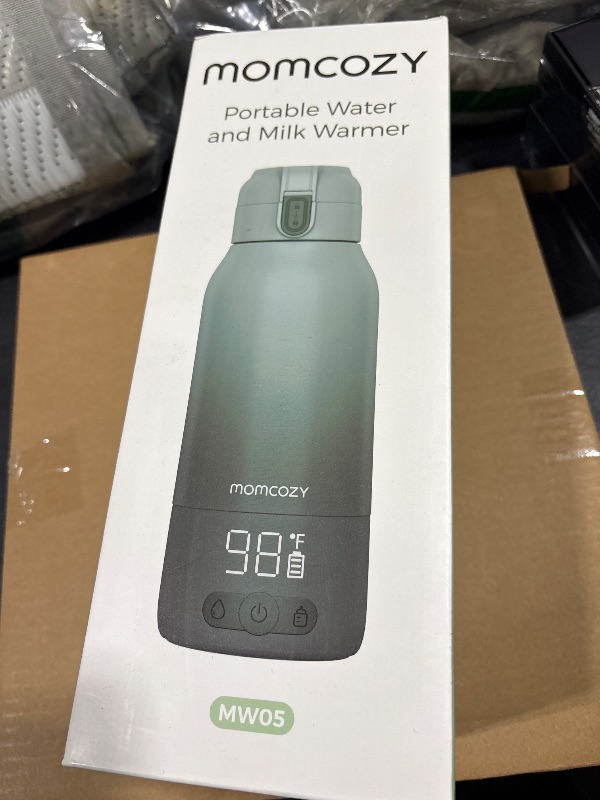 momcozy
Portable Water
and Milk Warmer
momcozy
98°F
MW05